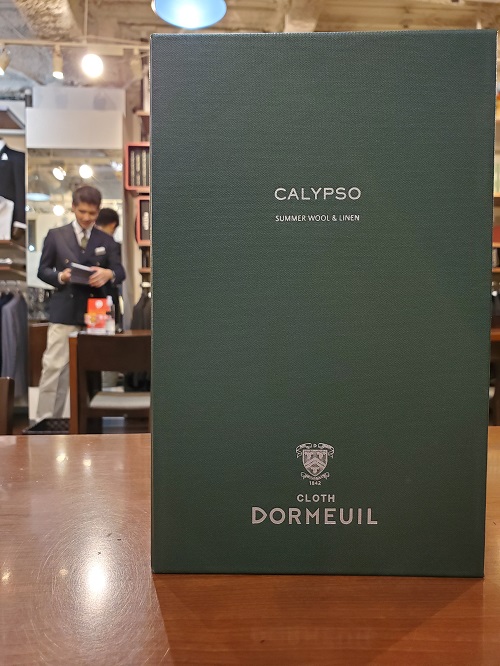 CALYPSO
SUMMER WOOL & LINEN
1842
CLOTH
DORMEUIL